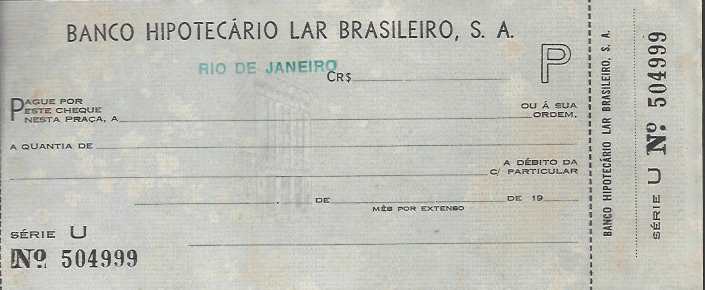 BANCO HIPOTECÁRIO LAR BRASILEIRO, S. A.
RIO DE JANEIRO
CR$
P
PAGUE POR
ESTE CHEQUE
NESTA PRAÇA, A
OU Á SUA
ORDEM.
A QUANTIA DE
A DÉBITO DA
C/ PARTICULAR
DE
DE 19
MÊS POR EXTENSO
SÉRIE U
Nº 504999
BANCO HIPOTECÁRIO LAR BRASILEIRO, S. A.
SÉRIE U Nº 504999